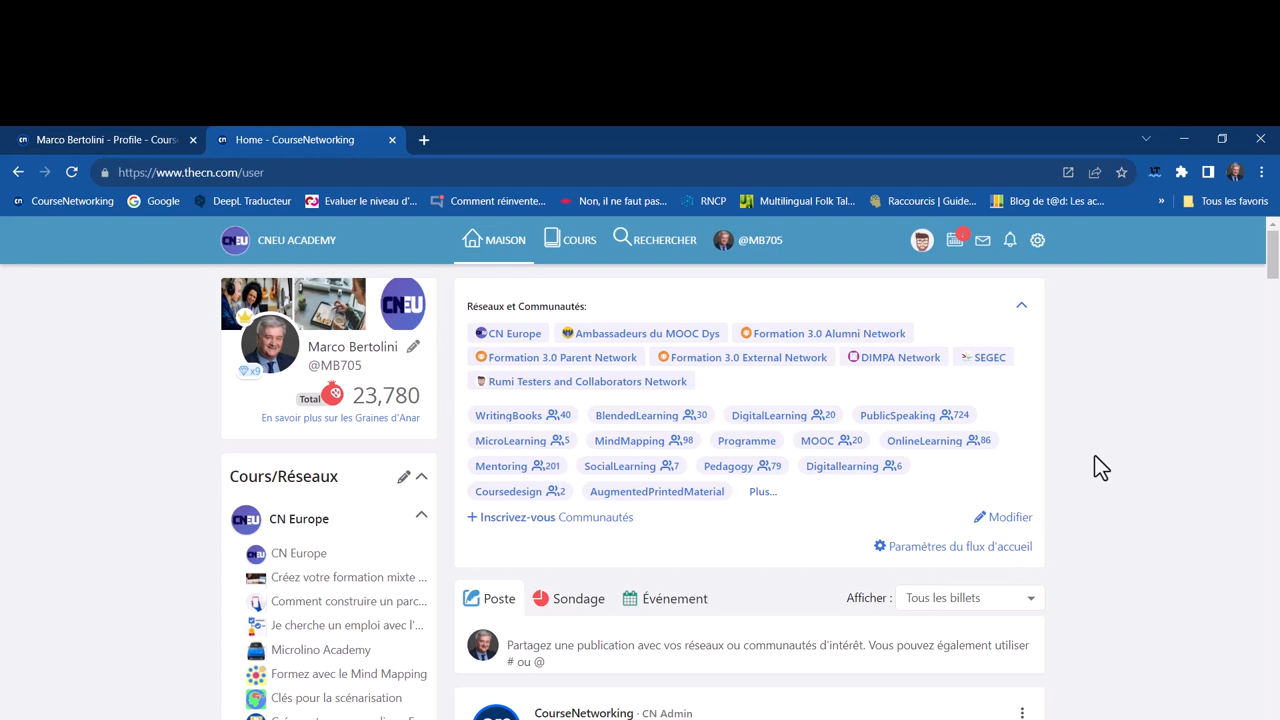 Marco Bertolini - Profile - Cours
Home - CourseNetworking
https://www.thecn.com/user
CourseNetworking
Google
DeepL Traducteur
Evaluer le niveau d'...
Comment réinvente...
Non, il ne faut pas...
RNCP
Multilingual Folk Tal...
Raccourcis | Guide...
Blog de t@d: Les ac...
»
Tous les favoris
CNEU
CNEU ACADEMY
MAISON
COURS
RECHERCHER
@MB705
CNEU
Marco Bertolini
@MB705
x9
Total
23,780
En savoir plus sur les Graines d'Anar
Cours/Réseaux
CNEU
CN Europe
CN Europe
Créez votre formation mixte ...
Comment construire un parc...
Je cherche un emploi avec l'...
Microlino Academy
Formez avec le Mind Mapping
Clés pour la scénarisation
Réseaux et Communautés:
CN Europe
Ambassadeurs du MOOC Dys
Formation 3.0 Alumni Network
Formation 3.0 Parent Network
Formation 3.0 External Network
DIMPA Network
SEGEC
Rumi Testers and Collaborators Network
WritingBooks 40
BlendedLearning 30
DigitalLearning 20
PublicSpeaking 724
MicroLearning 5
MindMapping 98
Programme
MOOC 20
OnlineLearning 86
Mentoring 201
SocialLearning 7
Pedagogy 79
Digitallearning 6
Coursedesign 2
AugmentedPrintedMaterial
Plus...
+ Inscrivez-vous Communautés
Modifier
Paramètres du flux d'accueil
Poste
Sondage
Événement
Afficher :
Tous les billets
Partagez une publication avec vos réseaux ou communautés d'intérêt. Vous pouvez également utiliser
# ou @
CourseNetworking · CN Admin